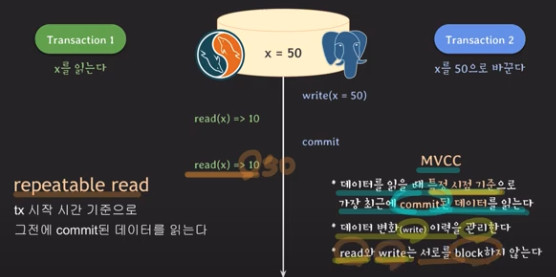 Transaction 1
x를 읽는다
x = 50
Transaction 2
x를 50으로 바꾼다
write(x = 50)
read(x) => 10
commit
read(x) => 10
50
MVCC
repeatable read
tx 시작 시간 기준으로
그전에 commit된 데이터를 읽는다
* 데이터를 읽을 때 특정 시점 기준으로
가장 최근에 commit된 데이터를 읽는다
* 데이터 변화(write) 이력을 관리한다
* read와 write는 서로를 block하지 않는다